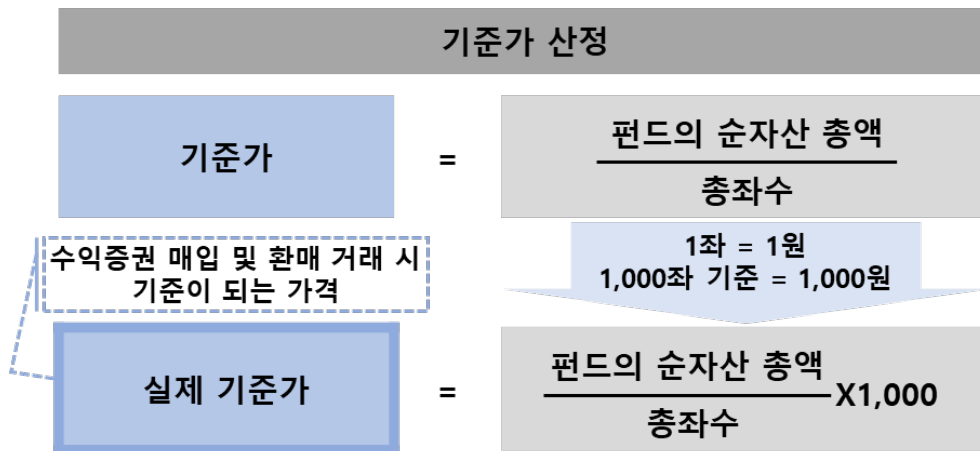 기준가 산정
기준가
=
펀드의 순자산 총액
총좌수
수익증권 매입 및 환매 거래 시
기준이 되는 가격
1좌 = 1원
1,000좌 기준 = 1,000원
실제 기준가
=
펀드의 순자산 총액
총좌수
X1,000